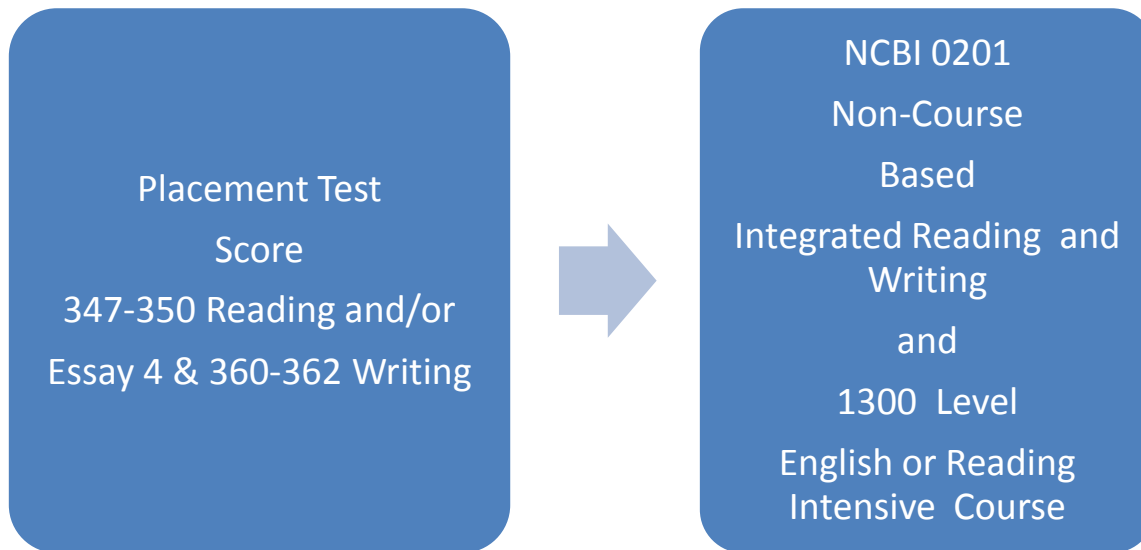 Placement Test
Score
347-350 Reading and/or
Essay 4 & 360-362 Writing
NCBI 0201
Non-Course
Based
Integrated Reading and
Writing
and
1300 Level
English or Reading
Intensive Course